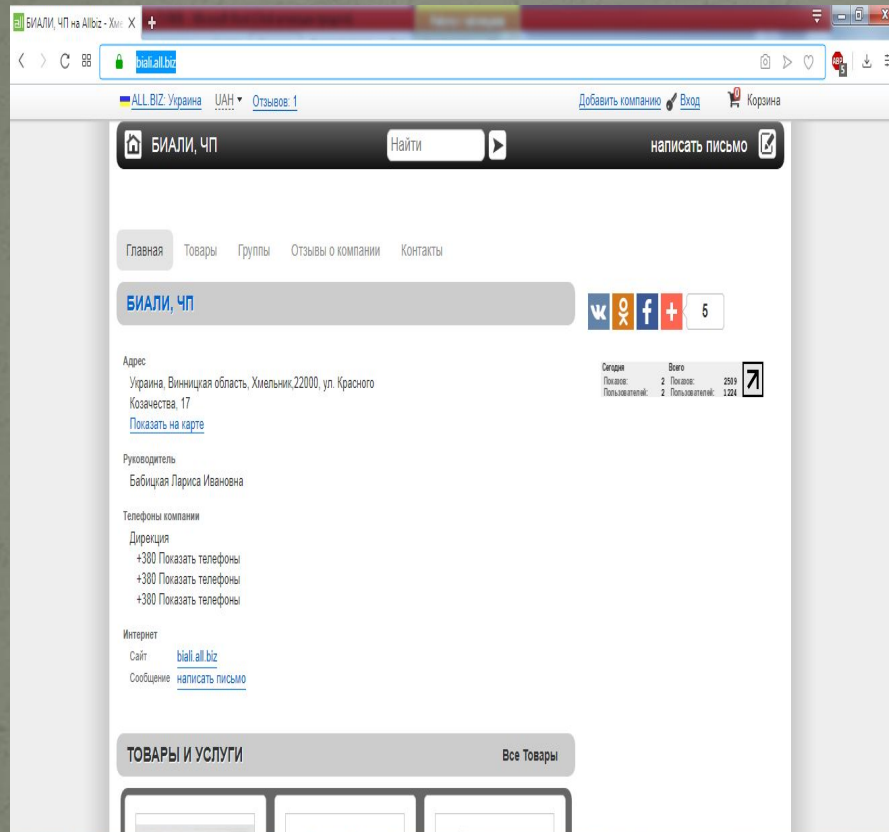 БИАЛИ, ЧП на Allbiz - Хме
biali.all.biz
ABP
5
ALL.BIZ: Украина UAH Отзывов: 1 Добавить компанию Вход 0 Корзина
БИАЛИ, ЧП Найти написать письмо
Главная Товары Группы Отзывы о компании Контакты
БИАЛИ, ЧП
5
Адрес
Украина, Винницкая область, Хмельник,22000, ул. Красного
Козачества, 17
Показать на карте
Сегодня Всего
Показов: 2 Показов: 2509
Пользователей: 2 Пользователей: 1224
Руководитель
Бабицкая Лариса Ивановна
Телефоны компании
Дирекция
+380 Показать телефоны
+380 Показать телефоны
+380 Показать телефоны
Интернет
Сайт biali.all.biz
Сообщение написать письмо
ТОВАРЫ И УСЛУГИ Все Товары